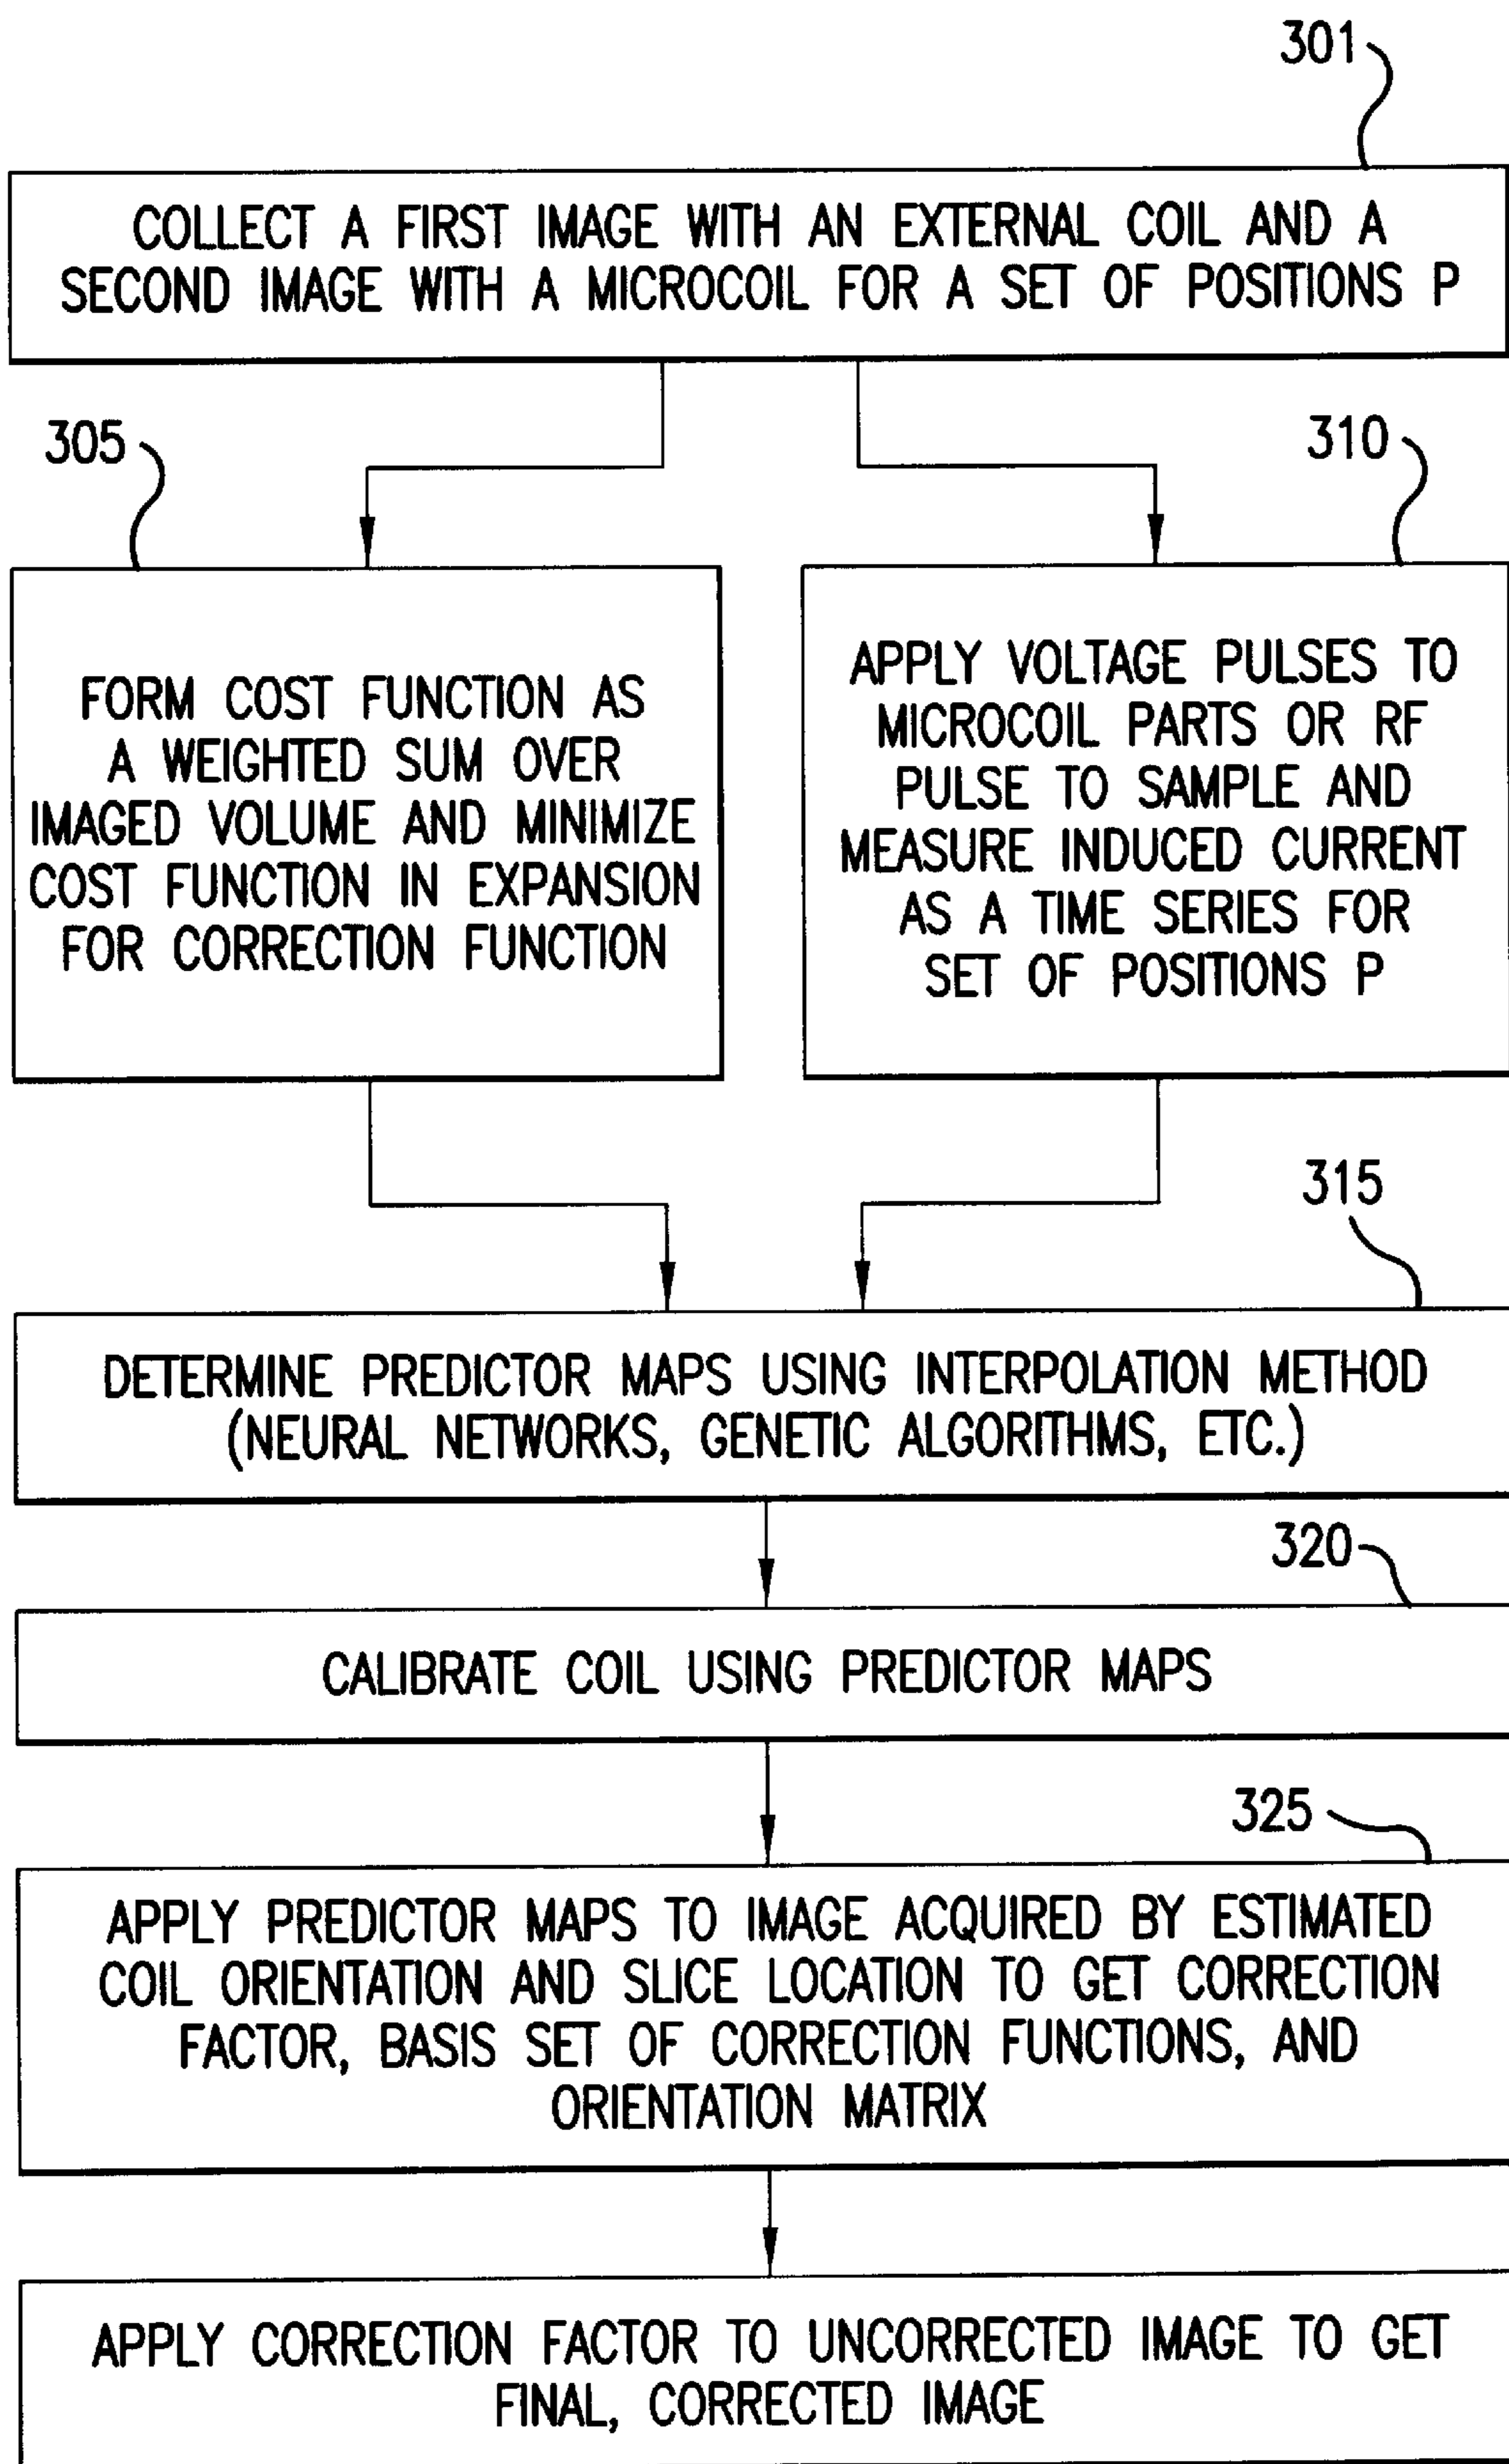 301
COLLECT A FIRST IMAGE WITH AN EXTERNAL COIL AND A
SECOND IMAGE WITH A MICROCOIL FOR A SET OF POSITIONS P
305
FORM COST FUNCTION AS
A WEIGHTED SUM OVER
IMAGED VOLUME AND MINIMIZE
COST FUNCTION IN EXPANSION
FOR CORRECTION FUNCTION
310
APPLY VOLTAGE PULSES TO
MICROCOIL PARTS OR RF
PULSE TO SAMPLE AND
MEASURE INDUCED CURRENT
AS A TIME SERIES FOR
SET OF POSITIONS P
315
DETERMINE PREDICTOR MAPS USING INTERPOLATION METHOD
(NEURAL NETWORKS, GENETIC ALGORITHMS, ETC.)
320
CALIBRATE COIL USING PREDICTOR MAPS
325
APPLY PREDICTOR MAPS TO IMAGE ACQUIRED BY ESTIMATED
COIL ORIENTATION AND SLICE LOCATION TO GET CORRECTION
FACTOR, BASIS SET OF CORRECTION FUNCTIONS, AND
ORIENTATION MATRIX
APPLY CORRECTION FACTOR TO UNCORRECTED IMAGE TO GET
FINAL, CORRECTED IMAGE